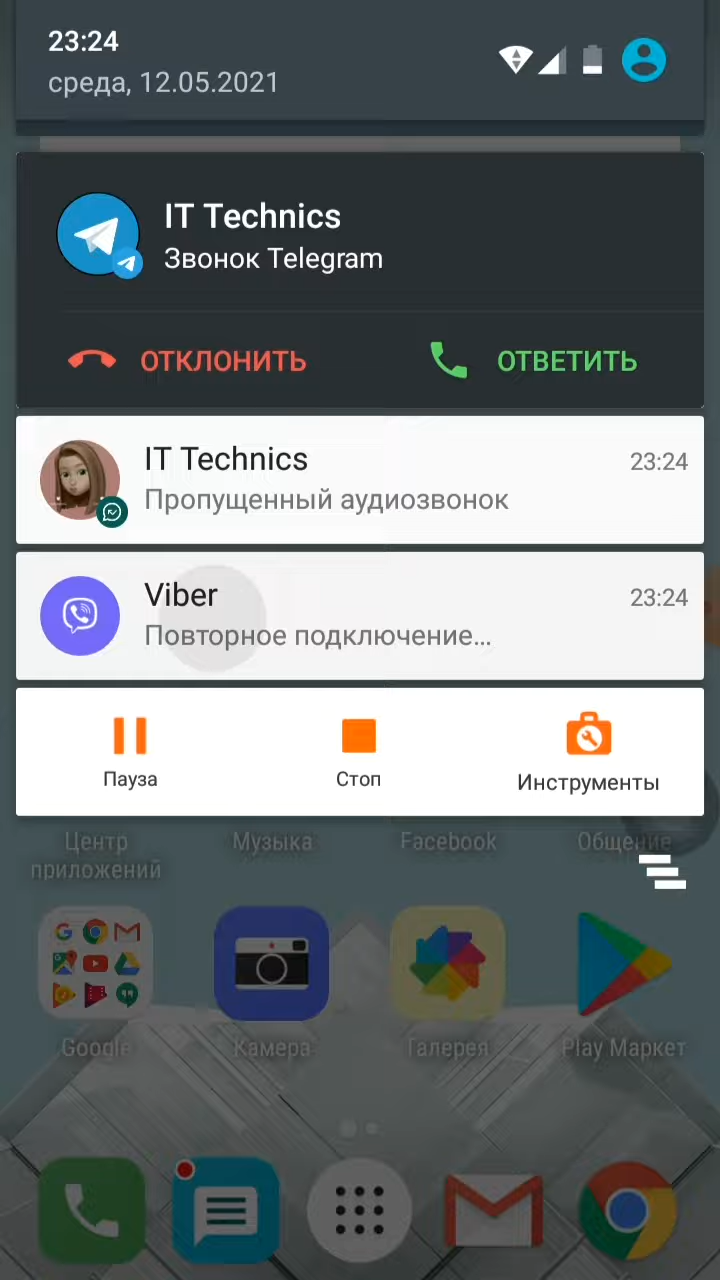 23:24
среда, 12.05.2021
IT Technics
Звонок Telegram
ОТКЛОНИТЬ
ОТВЕТИТЬ
IT Technics
23:24
Пропущенный аудиозвонок
Viber
23:24
Повторное подключение...
Пауза
Стоп
Инструменты
Центр приложений
Музыка
Facebook
Общение
Google
Камера
Галерея
Play Маркет